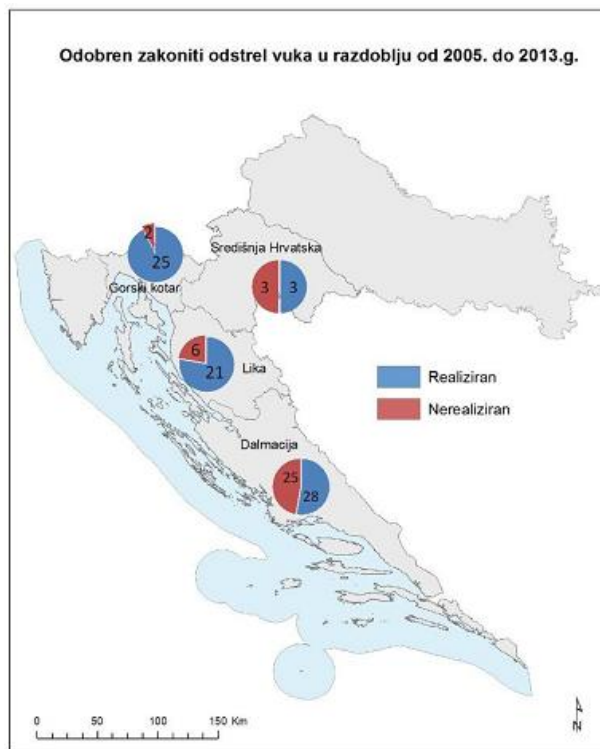 Odobren zakoniti odstrel vuka u razdoblju od 2005. do 2013.g.
2
25
Gorski kotar
Središnja Hrvatska
3
3
6
21
Lika
Realiziran
Nerealiziran
Dalmacija
25
28
0 50 100 150 Km
N